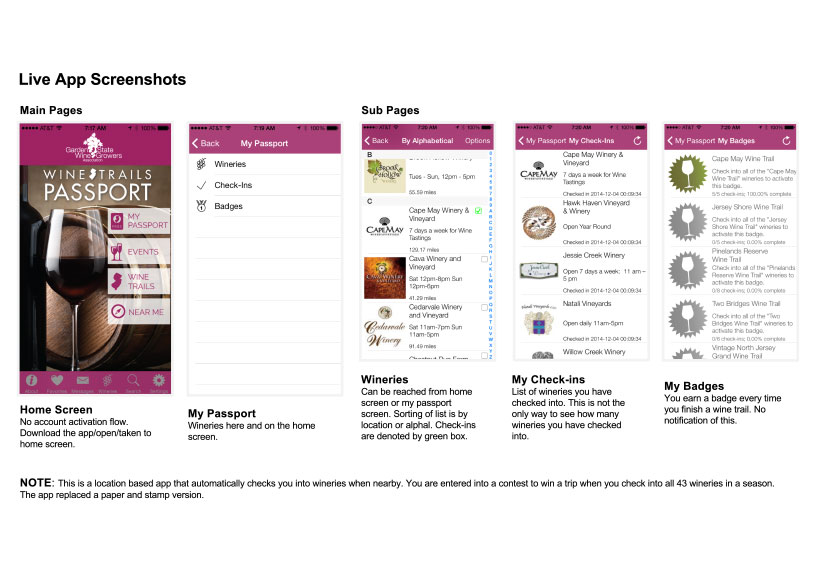 Live App Screenshots
Main Pages
Sub Pages
AT&T 7:17 AM 100%
Garden State
Wine Growers
ASSOCIATION
WINE TRAILS
PASSPORT
MY
PASSPORT
EVENTS
WINE
TRAILS
NEAR ME
About Favorites Messages Wineries Search Settings
AT&T 7:19 AM 100%
Back My Passport
Wineries
Check-Ins
Badges
AT&T 7:20 AM 100%
Back By Alphabetical Options
B
Brook
Hollow
Tues - Sun, 12pm - 5pm
55.59 miles
C
CAPE MAY
Cape May Winery &
Vineyard
7 days a week for Wine
Tastings
129.17 miles
Cava Winery and
Vineyard
Sat 12pm-8pm Sun
12pm-6pm
41.29 miles
Cedarvale
Winery
Cedarvale Winery
and Vineyard
Sat 11am-7pm Sun
11am-5pm
91.49 miles
AT&T 7:20 AM 100%
My Passport My Check-Ins
CAPE MAY
Cape May Winery &
Vineyard
7 days a week for Wine
Tastings
Checked in 2014-12-04 00:09:34
Hawk Haven Vineyard
& Winery
Open Year Round
Checked in 2014-12-04 00:09:34
Jessie Creek Winery
Open 7 days a week: 11 am –
5 pm
Checked in 2014-12-04 00:09:34
Natali Vineyards
Open daily 11am-5pm
Checked in 2014-12-04 00:09:34
Willow Creek Winery
AT&T 7:20 AM 100%
My Passport My Badges
Cape May Wine Trail
Check into all of the "Cape May
Wine Trail" wineries to activate
this badge.
5/5 check-ins; 100.00% complete
Jersey Shore Wine Trail
Check into all of the "Jersey
Shore Wine Trail" wineries to
activate this badge.
0/5 check-ins; 0.00% complete
Pinelands Reserve
Wine Trail
Check into all of the "Pinelands
Reserve Wine Trail" wineries to
activate this badge.
0/8 check-ins; 0.00% complete
Two Bridges Wine Trail
Check into all of the "Two
Bridges Wine Trail" wineries to
activate this badge.
0/6 check-ins; 0.00% complete
Vintage North Jersey
Grand Wine Trail
Home Screen
No account activation flow.
Download the app/open/taken to
home screen.
My Passport
Wineries here and on the home
screen.
Wineries
Can be reached from home
screen or my passport
screen. Sorting of list is by
location or alphal. Check-ins
are denoted by green box.
My Check-ins
List of wineries you have
checked into. This is not the
only way to see how many
wineries you have checked
into.
My Badges
You earn a badge every time
you finish a wine trail. No
notification of this.
NOTE: This is a location based app that automatically checks you into wineries when nearby. You are entered into a contest to win a trip when you check into all 43 wineries in a season.
The app replaced a paper and stamp version.